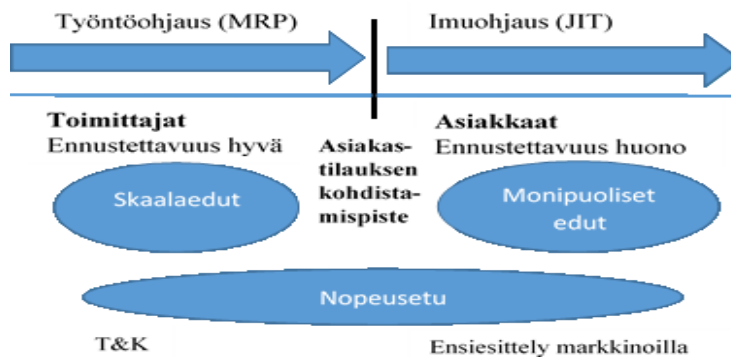 Työntöohjaus (MRP)
Imuohjaus (JIT)
Toimittajat
Ennustettavuus hyvä
Asiakas-
tilauksen
kohdista-
mispiste
Asiakkaat
Ennustettavuus huono
Skaalaedut
Monipuoliset
edut
Nopeusetu
T&K
Ensiesittely markkinoilla